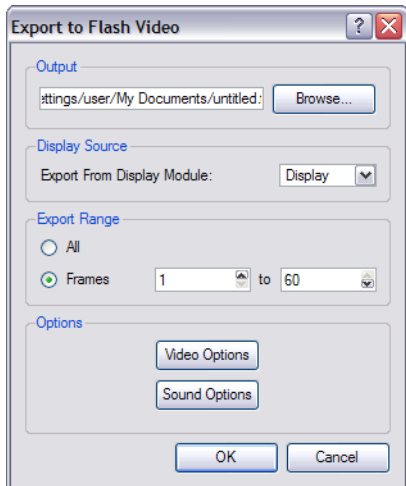 Export to Flash Video
Output
ttings/user/My Documents/untitled.
Browse...
Display Source
Export From Display Module:
Display
Export Range
All
Frames
1
to
60
Options
Video Options
Sound Options
OK
Cancel